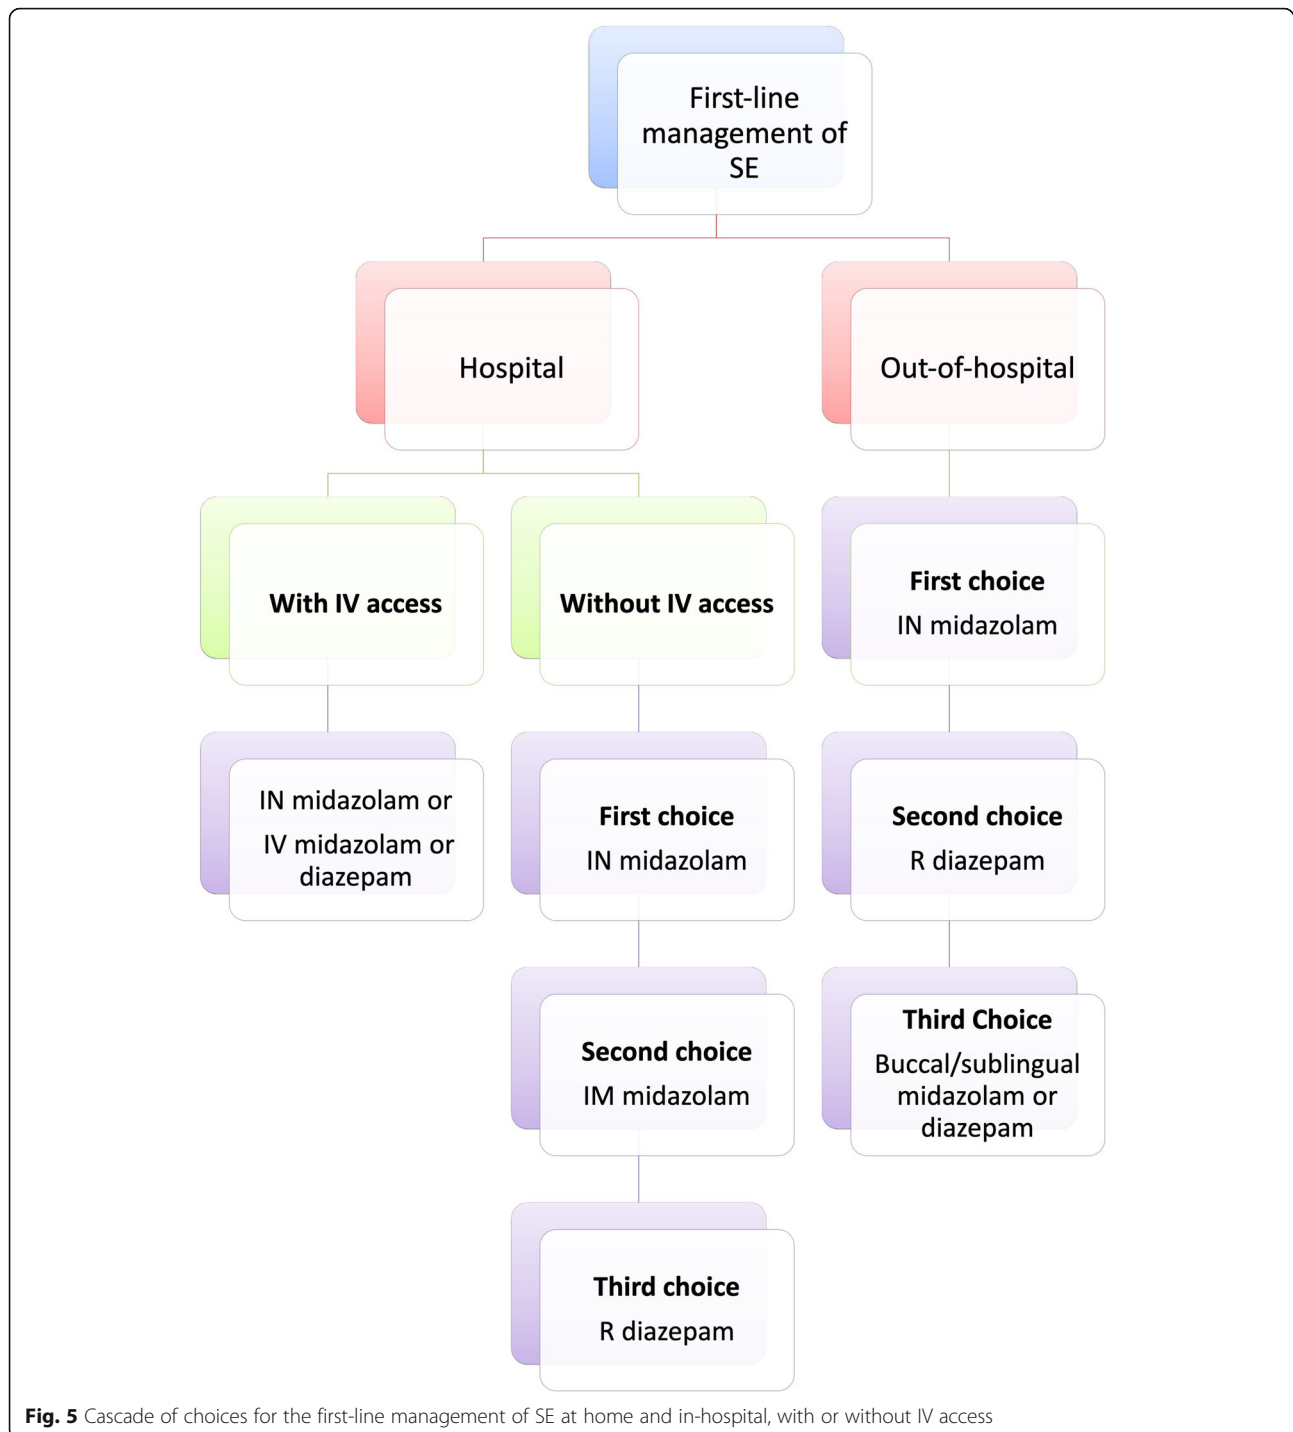 First-line
management of
SE
Hospital
Out-of-hospital
With IV access
Without IV access
First choice
IN midazolam
IN midazolam or
IV midazolam or
diazepam
First choice
IN midazolam
Second choice
R diazepam
Second choice
IM midazolam
Third Choice
Buccal/sublingual
midazolam or
diazepam
Third choice
R diazepam
Fig. 5 Cascade of choices for the first-line management of SE at home and in-hospital, with or without IV access